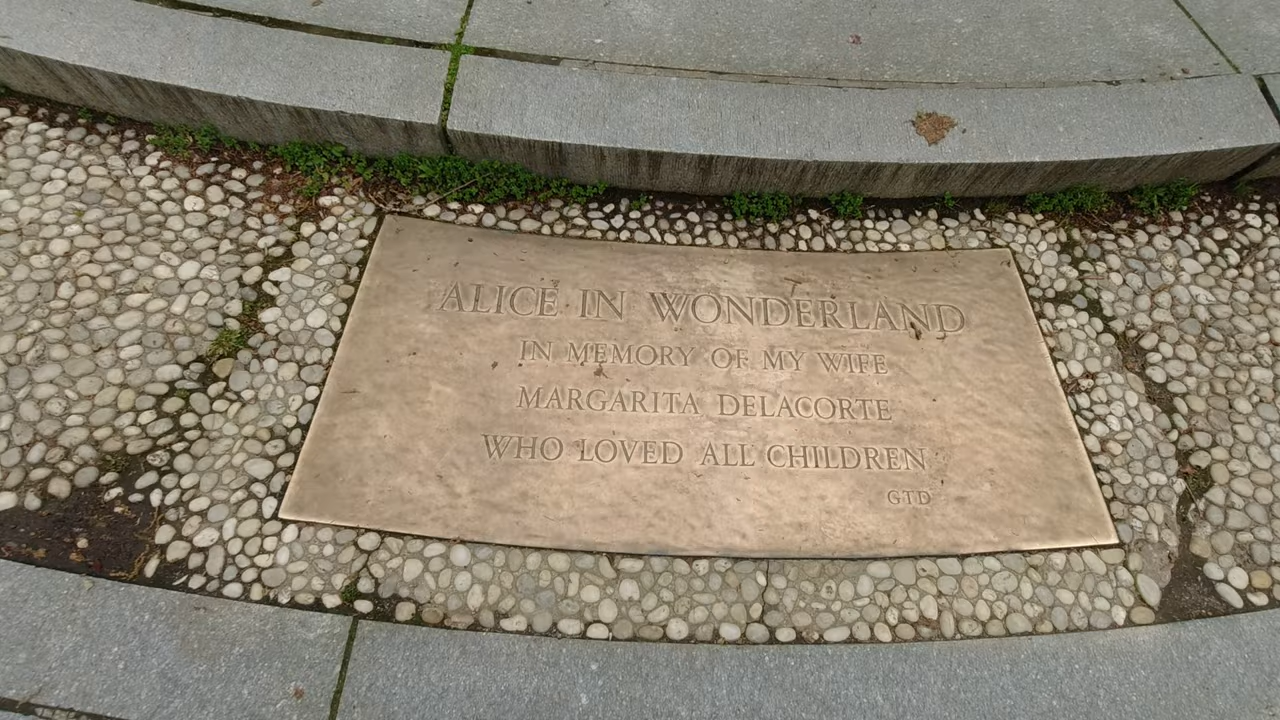 ALICE IN WONDERLAND
IN MEMORY OF MY WIFE
MARGARITA DELACORTE
WHO LOVED ALL CHILDREN
GTD